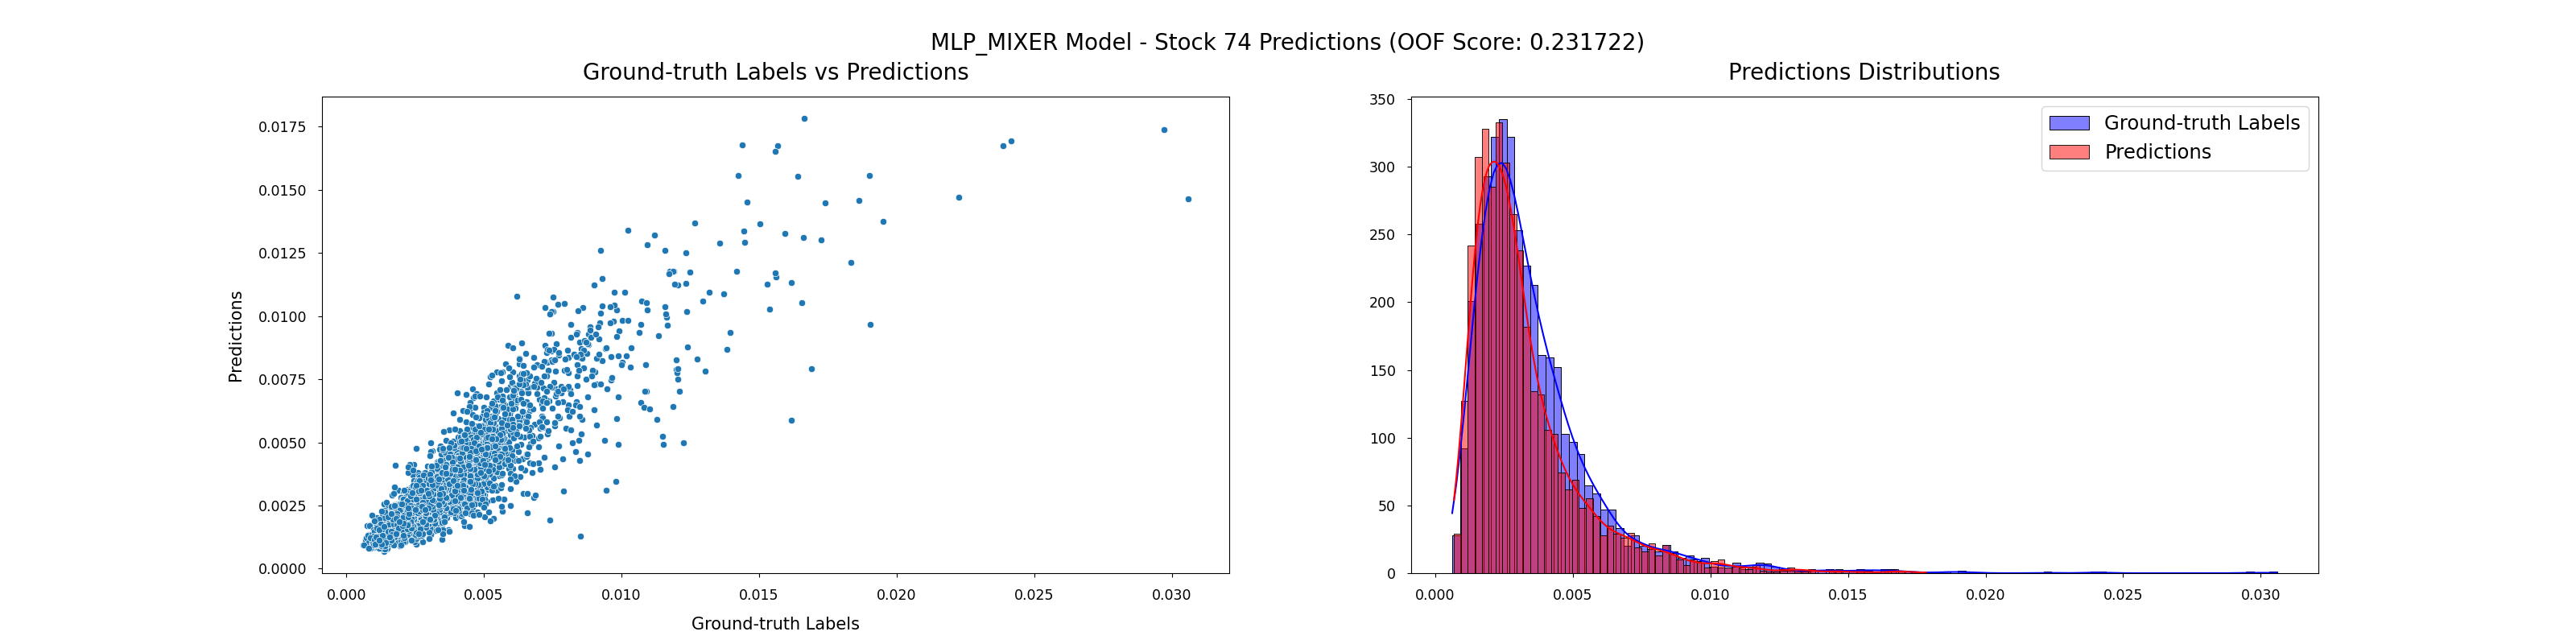 MLP_MIXER Model - Stock 74 Predictions (OOF Score: 0.231722)
Ground-truth Labels vs Predictions
0.0175
0.0150
0.0125
0.0100
0.0075
0.0050
0.0025
0.0000
Predictions
0.000 0.005 0.010 0.015 0.020 0.025 0.030
Ground-truth Labels
Predictions Distributions
350
300
250
200
150
100
50
0
Ground-truth Labels
Predictions
0.000 0.005 0.010 0.015 0.020 0.025 0.030